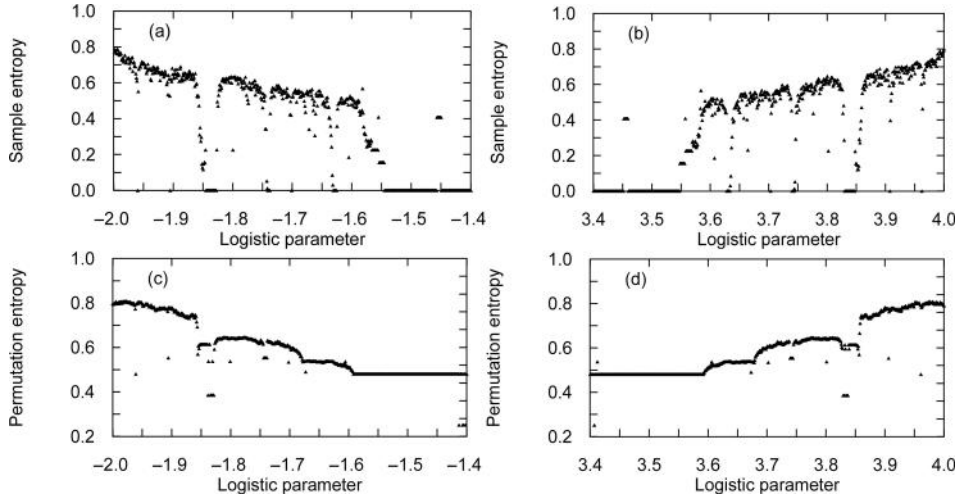 (a)
Sample entropy
1.0
0.8
0.6
0.4
0.2
0.0
–2.0 –1.9 –1.8 –1.7 –1.6 –1.5 –1.4
Logistic parameter
(b)
Sample entropy
1.0
0.8
0.6
0.4
0.2
0.0
3.4 3.5 3.6 3.7 3.8 3.9 4.0
Logistic parameter
(c)
Permutation entropy
1.0
0.8
0.6
0.4
0.2
–2.0 –1.9 –1.8 –1.7 –1.6 –1.5 –1.4
Logistic parameter
(d)
Permutation entropy
1.0
0.8
0.6
0.4
0.2
3.4 3.5 3.6 3.7 3.8 3.9 4.0
Logistic parameter